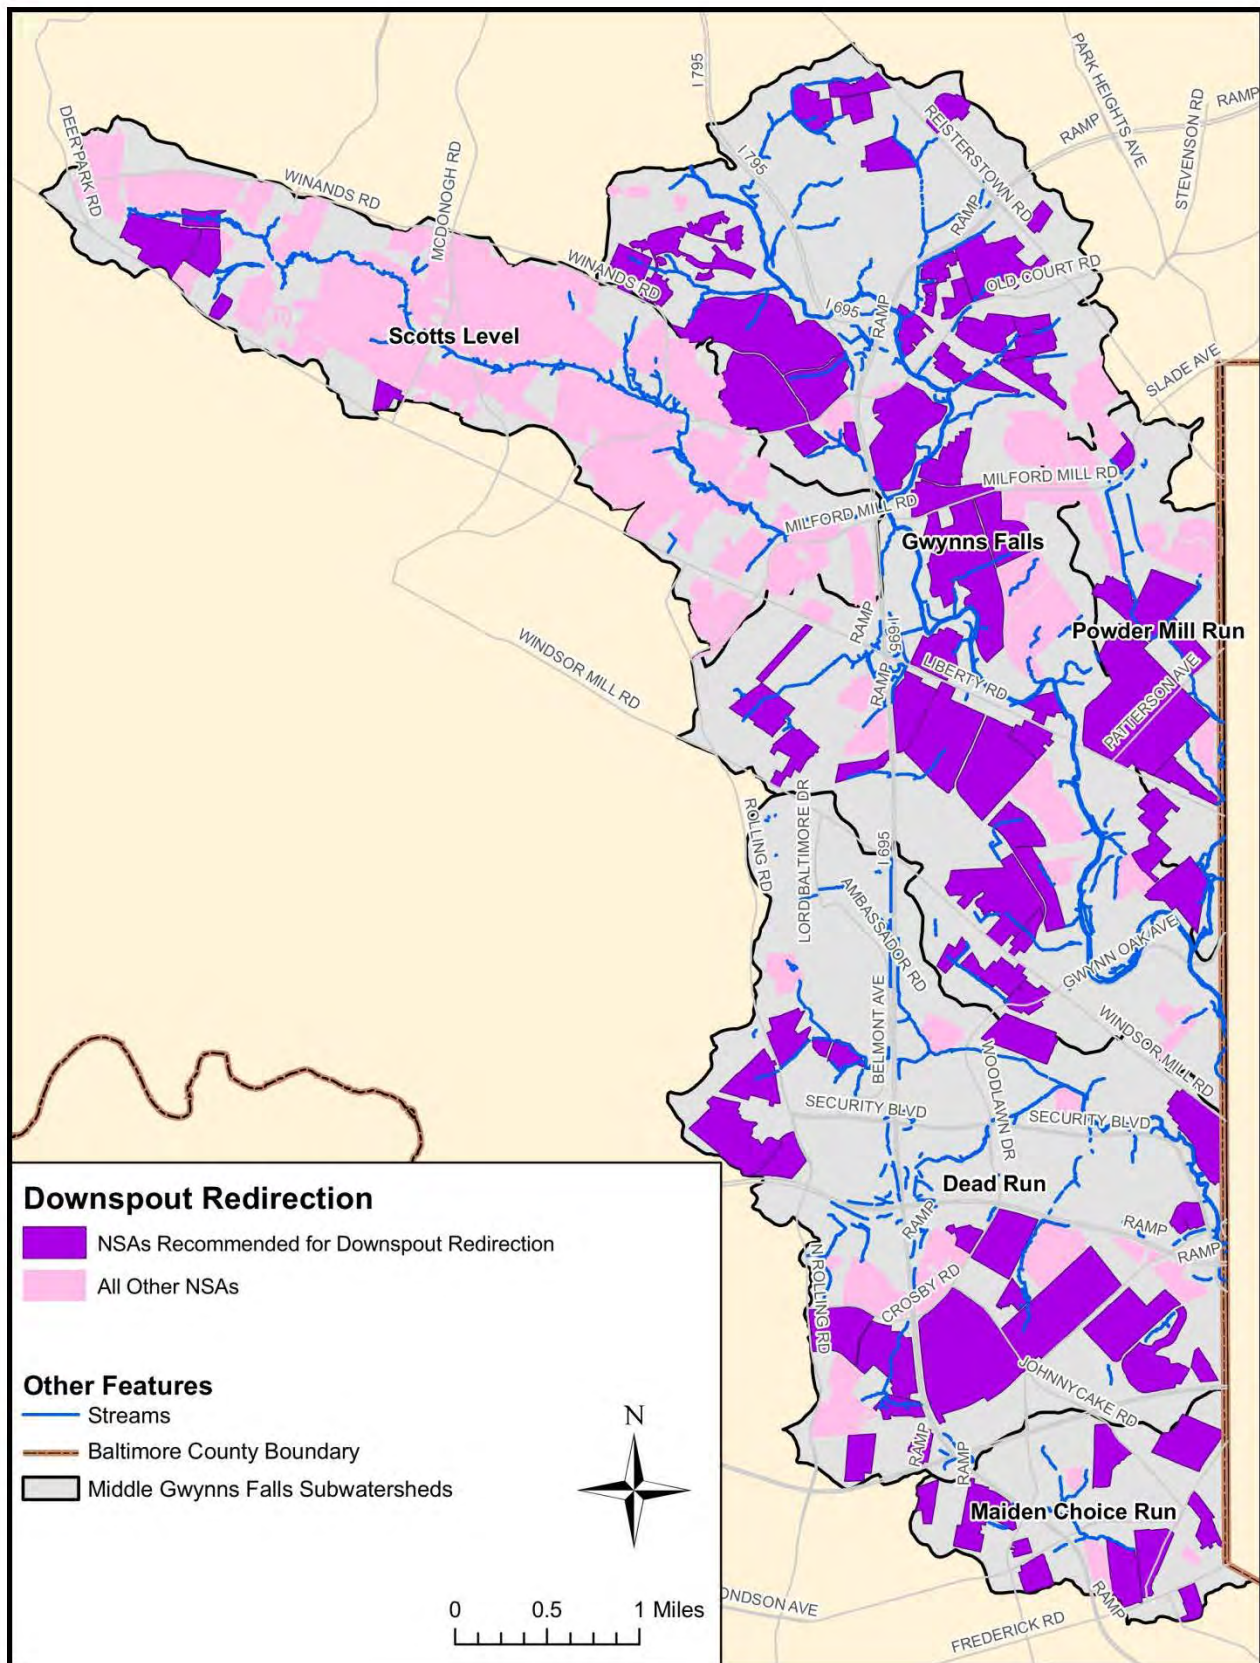 I 795
PARK HEIGHTS AVE
RAMP
STEVENSON RD
RAMP
DEER PARK RD
REISTERSTOWN RD
I 795
WINANDS RD
MCDONOGH RD
RAMP
WINANDS RD
OLD COURT RD
I 695
RAMP
Scotts Level
SLADE AVE
MILFORD MILL RD
MILFORD MILL RD
Gwynns Falls
RAMP
I 695
Powder Mill Run
WINDSOR MILL RD
LIBERTY RD
RAMP
PATTERSON AVE
ROLLING RD
LORD BALTIMORE DR
I 695
AMBASSADOR RD
GWYNN OAK AVE
BELMONT AVE
WINDSOR MILL RD
WOODLAWN DR
SECURITY BLVD
SECURITY BLVD
Dead Run
RAMP
RAMP
RAMP
N ROLLING RD
CROSBY RD
JOHNNYCAKE RD
RAMP
RAMP
Maiden Choice Run
ONDSON AVE
RAMP
FREDERICK RD
Downspout Redirection
NSAs Recommended for Downspout Redirection
All Other NSAs
Other Features
Streams
Baltimore County Boundary
Middle Gwynns Falls Subwatersheds
N
0 0.5 1 Miles